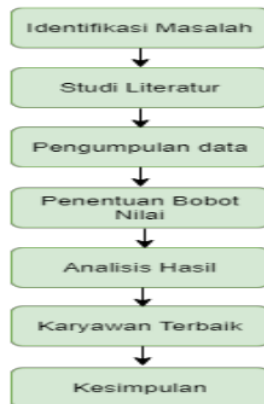 Identifikasi Masalah
Studi Literatur
Pengumpulan data
Penentuan Bobot
Nilai
Analisis Hasil
Karyawan Terbaik
Kesimpulan